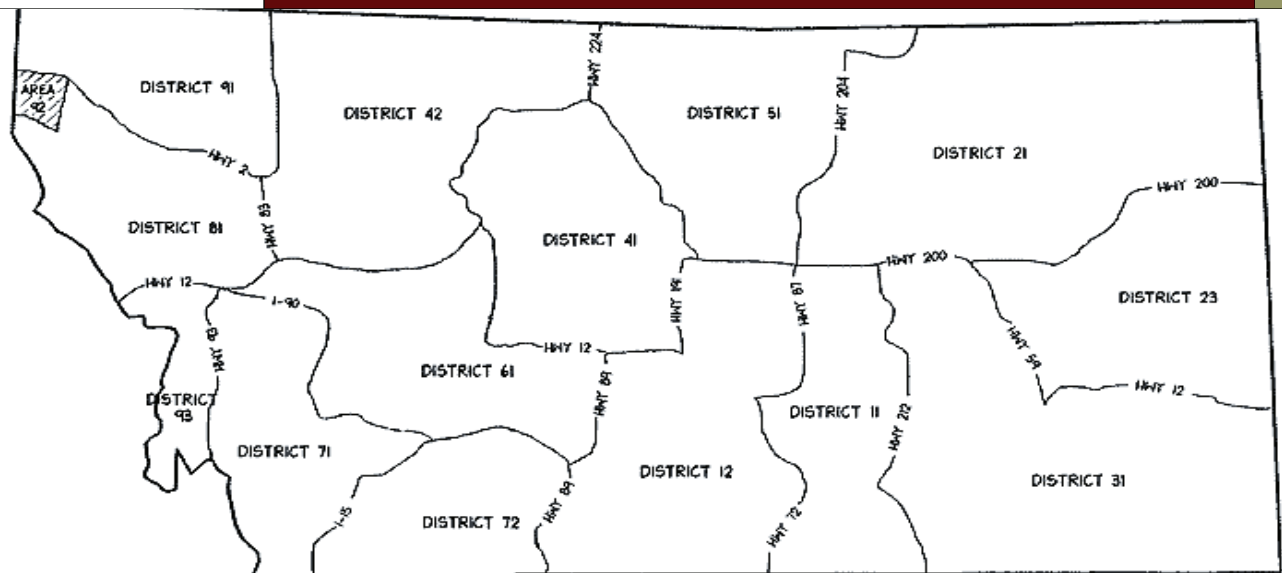 HWY 224
DISTRICT 91
AREA
92
DISTRICT 42
DISTRICT 51
HWY 204
DISTRICT 21
HWY 2
HWY 200
DISTRICT 81
HWY 83
DISTRICT 41
HWY 200
HWY 12
I-90
HWY 191
HWY 87
DISTRICT 23
HWY 93
HWY 12
HWY 59
DISTRICT 61
HWY 89
HWY 12
DISTRICT
93
DISTRICT 11
HWY 212
DISTRICT 71
DISTRICT 12
DISTRICT 31
I-15
DISTRICT 72
HWY 89
HWY 72